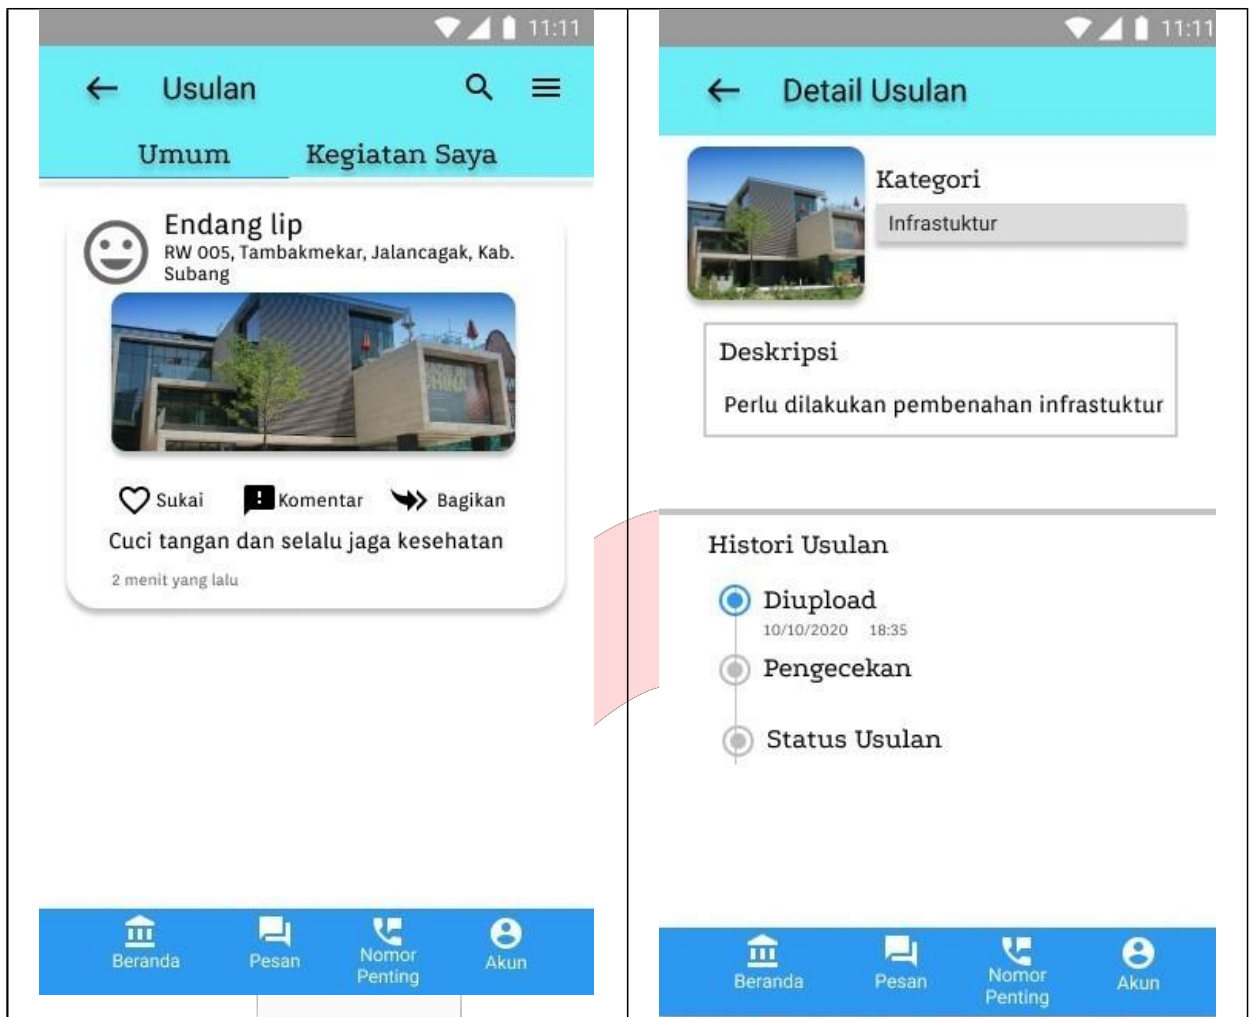 11:11
Usulan
Umum Kegiatan Saya
Endang lip
RW 005, Tambakmekar, Jalancagak, Kab.
Subang
Sukai Komentar Bagikan
Cuci tangan dan selalu jaga kesehatan
2 menit yang lalu
Beranda Pesan Nomor Penting Akun
11:11
Detail Usulan
Kategori
Infrastuktur
Deskripsi
Perlu dilakukan pembenahan infrastuktur
Histori Usulan
Diupload
10/10/2020 18:35
Pengecekan
Status Usulan
Beranda Pesan Nomor Penting Akun